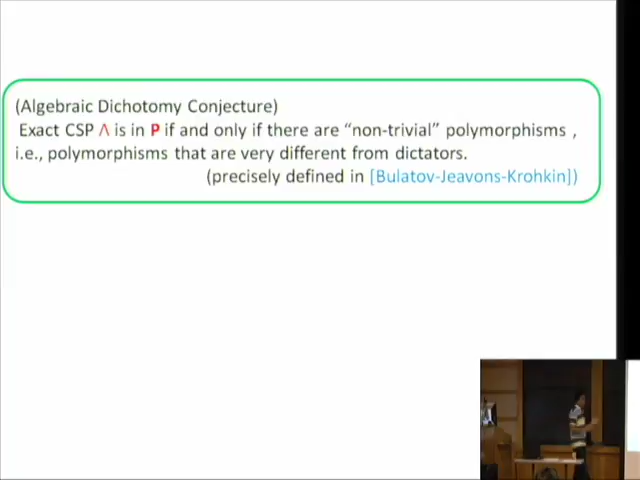 (Algebraic Dichotomy Conjecture)
Exact CSP Λ is in P if and only if there are “non-trivial” polymorphisms ,
i.e., polymorphisms that are very different from dictators.
(precisely defined in [Bulatov-Jeavons-Krohkin])